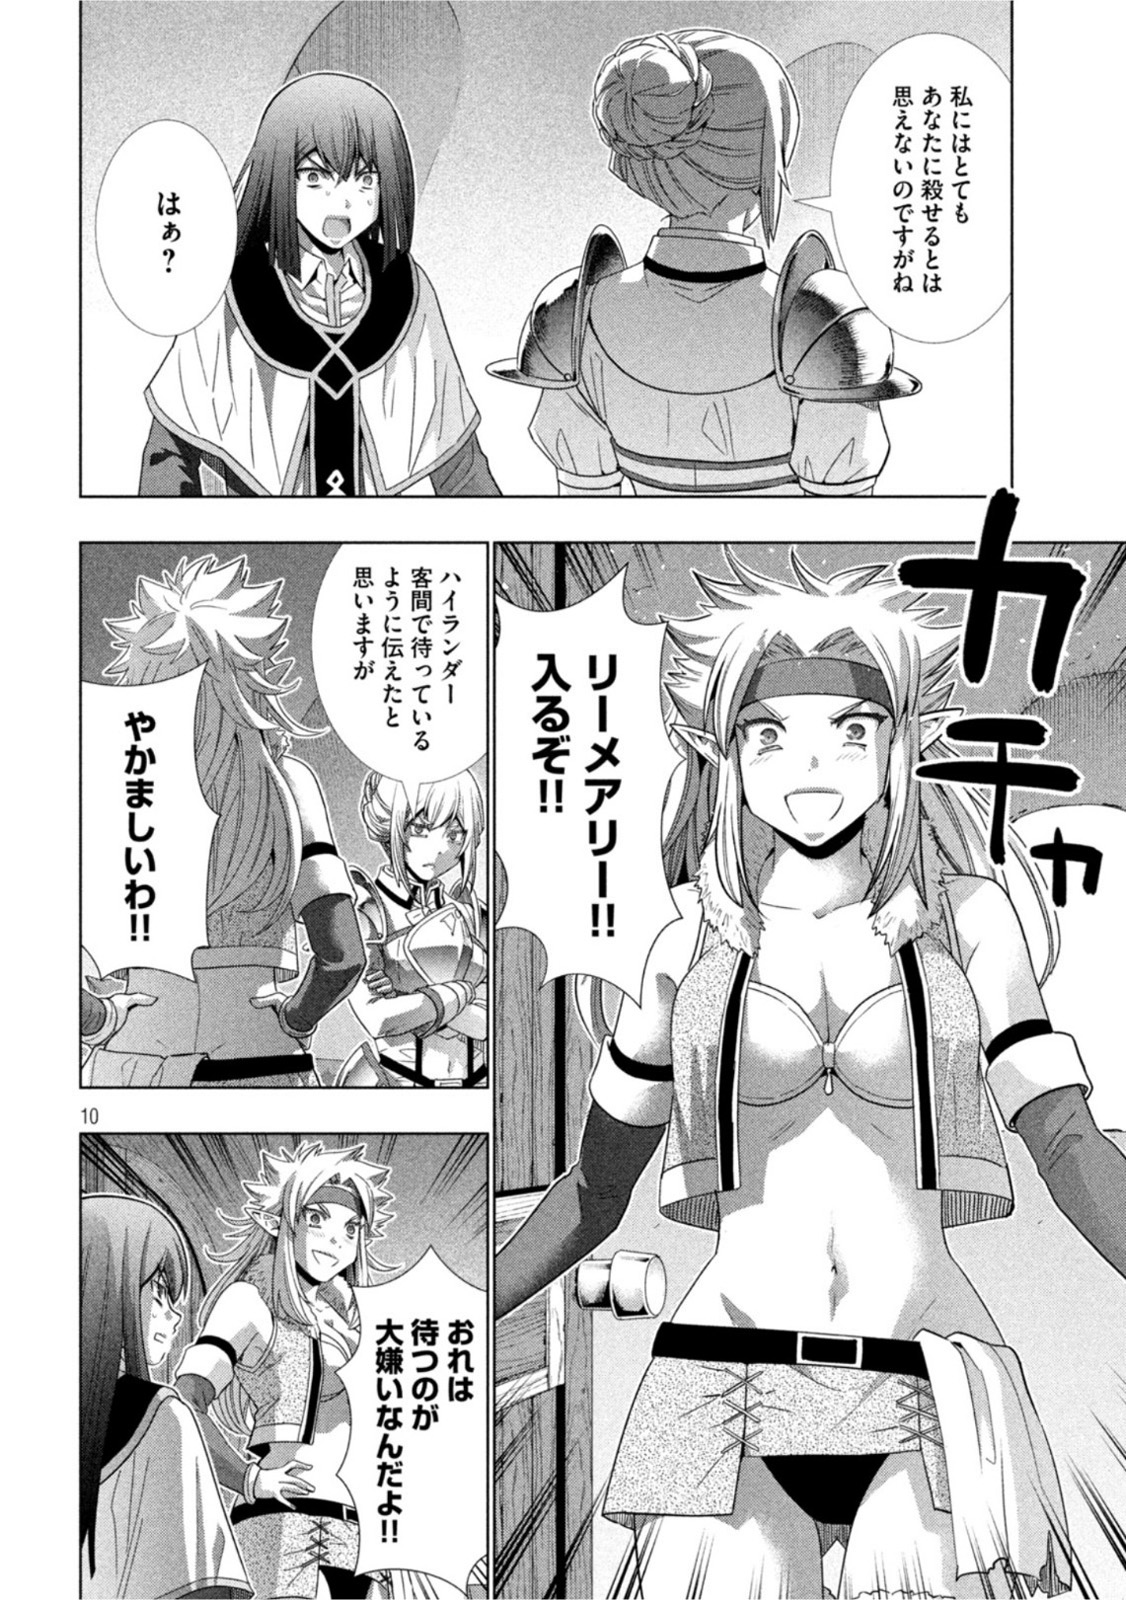 私にはとても
あなたに殺せるとは
思えないのですがね
はぁ？
ガチャ
リーメアリー!!
入るぞ!!
ハイランダー
客間で待っている
ように伝えたと
思いますが
やかましいわ!!
10
おれは
待つのが
大嫌いなんだよ!!